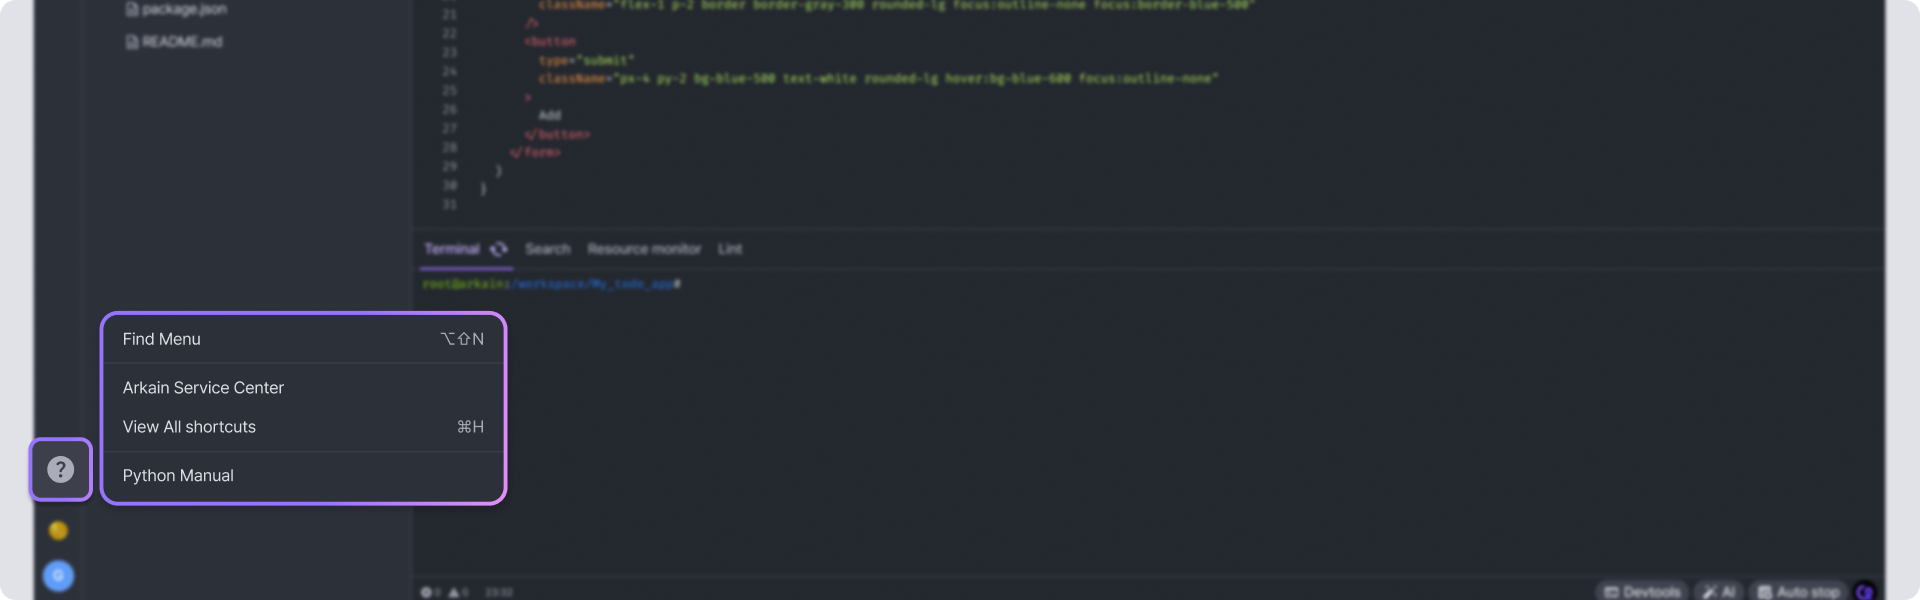 package.json
README.md
className="flex-1 p-2 border border-gray-300 rounded-lg focus:outline-none focus:border-blue-500"
21
22 />
23 <button
24 type="submit"
25 className="px-4 py-2 bg-blue-500 text-white rounded-lg hover:bg-blue-600 focus:outline-none"
26 >
27 Add
28 </button>
29 </form>
30 )
31 }
Terminal Search Resource monitor Lint
root@arkain:/workspace/My_todo_app#
Find Menu ⌥⇧N
Arkain Service Center
View All shortcuts ⌘H
?
Python Manual
G
0 0 23:32
Devtools AI Auto stop